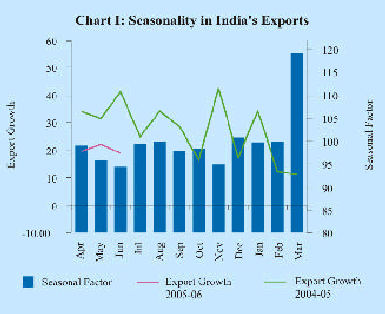 Chart I: Seasonality in India's Exports
60
50
40
30
20
10
0
-10.00
Export Growth
120
115
110
105
100
95
90
85
80
Seasonal Factor
Apr
May
Jun
Jul
Aug
Sep
Oct
Nov
Dec
Jan
Feb
Mar
Seasonal Factor
Export Growth
2005-06
Export Growth
2004-05